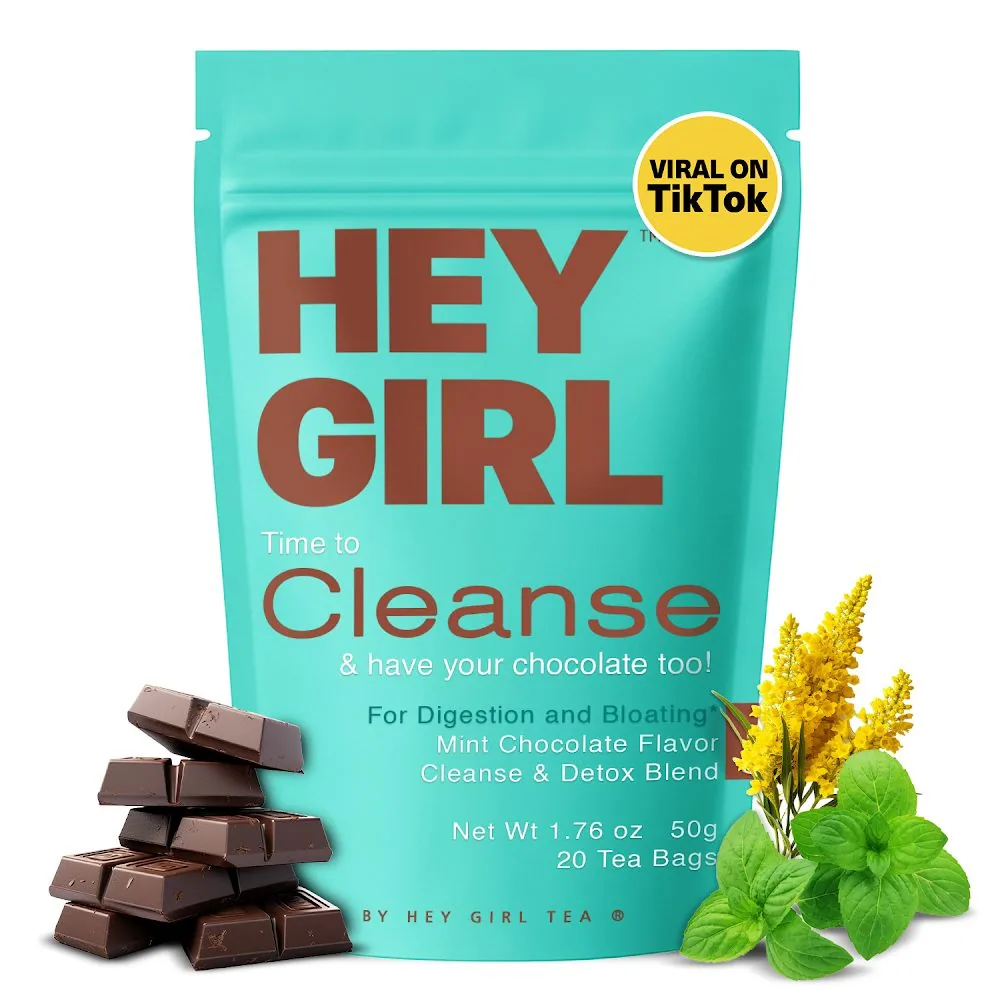 VIRAL ON
TikTok
HEY
GIRL
Time to
Cleanse
& have your chocolate too!
For Digestion and Bloating*
Mint Chocolate Flavor
Cleanse & Detox Blend
Net Wt 1.76 oz 50g
20 Tea Bags
BY HEY GIRL TEA ®